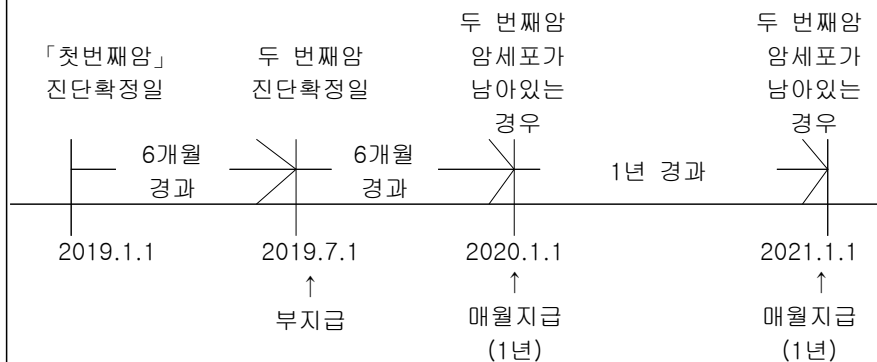 「첫번째암」
진단확정일
두 번째암
진단확정일
두 번째암
암세포가
남아있는
경우
두 번째암
암세포가
남아있는
경우
6개월
경과
6개월
경과
1년 경과
2019.1.1
2019.7.1
2020.1.1
2021.1.1
↑
부지급
↑
매월지급
(1년)
↑
매월지급
(1년)